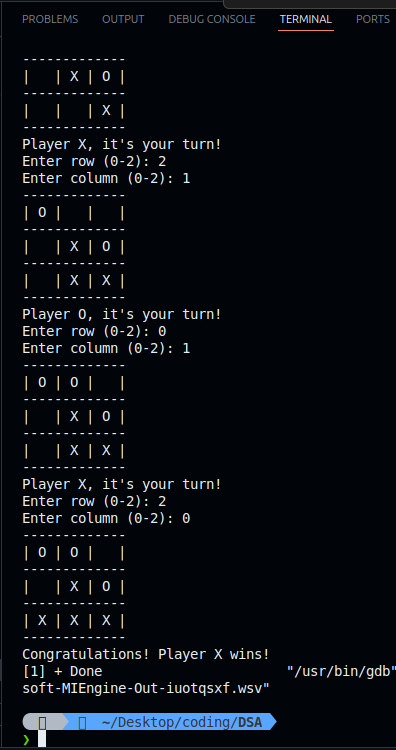 PROBLEMS OUTPUT DEBUG CONSOLE TERMINAL PORTS
-------------
|   | X | O |
-------------
|   |   | X |
-------------
Player X, it's your turn!
Enter row (0-2): 2
Enter column (0-2): 1
-------------
| O |   |   |
-------------
|   | X | O |
-------------
|   | X | X |
-------------
Player O, it's your turn!
Enter row (0-2): 0
Enter column (0-2): 1
-------------
| O | O |   |
-------------
|   | X | O |
-------------
|   | X | X |
-------------
Player X, it's your turn!
Enter row (0-2): 2
Enter column (0-2): 0
-------------
| O | O |   |
-------------
|   | X | O |
-------------
| X | X | X |
-------------
Congratulations! Player X wins!
[1] + Done                       "/usr/bin/gdb"
soft-MIEngine-Out-iuotqsxf.wsv"
~/Desktop/coding/DSA
❯